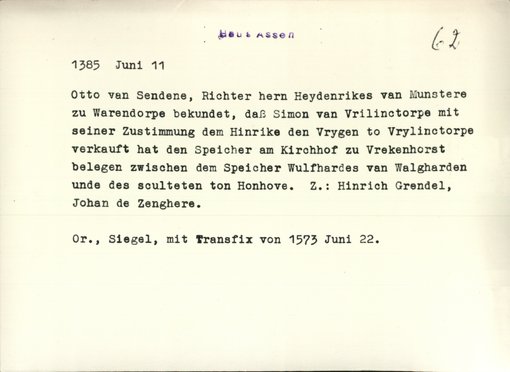 Haus Assen
62
1385 Juni 11
Otto van Sendene, Richter hern Heydenrikes van Munstere
zu Warendorpe bekundet, daß Simon van Vrilinctorpe mit
seiner Zustimmung dem Hinrike den Vrygen to Vrylinctorpe
verkauft hat den Speicher am Kirchhof zu Vrekenhorst
belegen zwischen dem Speicher Wulfhardes van Walgharden
unde des sculteten ton Honhove. Z.: Hinrich Grendel,
Johan de Zenghere.
Or., Siegel, mit Transfix von 1573 Juni 22.